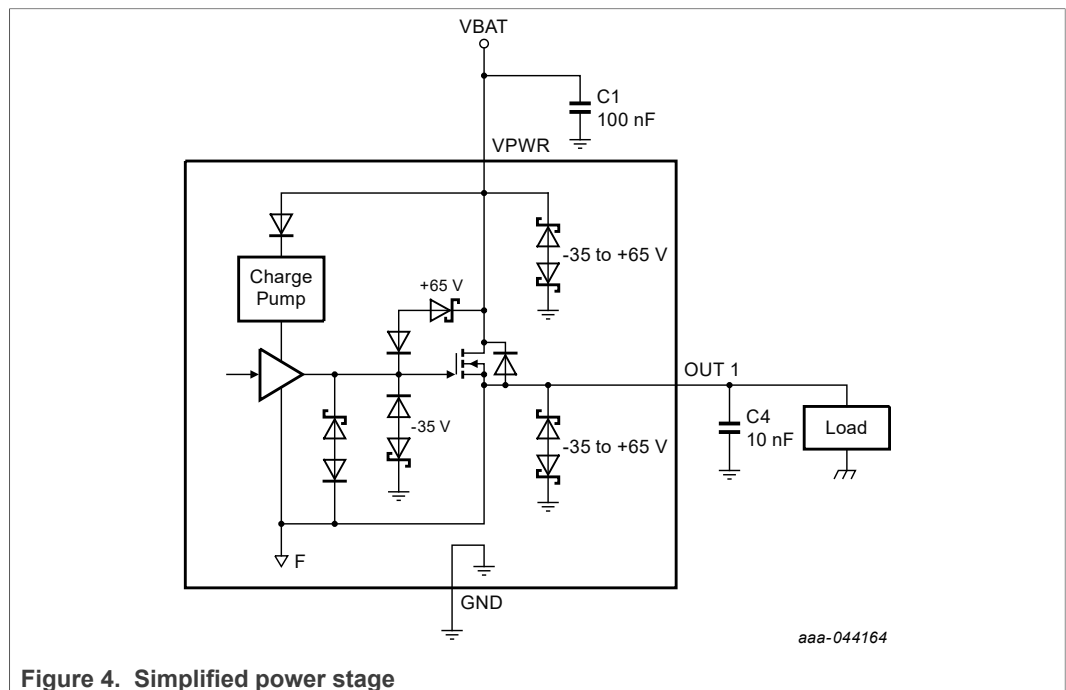 VBAT
C1
100 nF
VPWR
-35 to +65 V
Charge
Pump
+65 V
OUT 1
-35 V
-35 to +65 V
C4
10 nF
Load
F
GND
aaa-044164
Figure 4. Simplified power stage